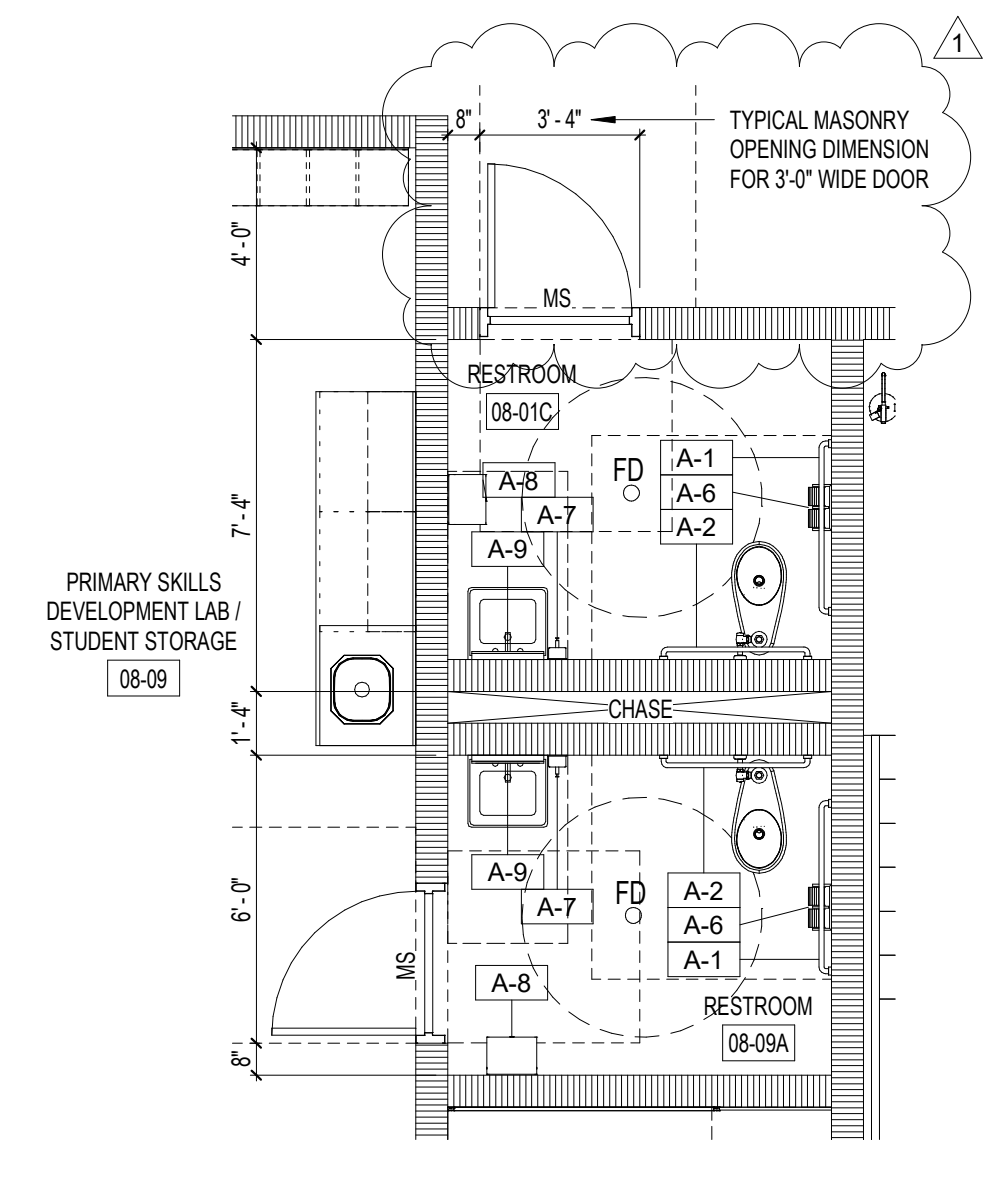 1
8"
3' - 4"
TYPICAL MASONRY
OPENING DIMENSION
FOR 3'-0" WIDE DOOR
4' - 0"
MS
RESTROOM
08-01C
A-8
A-7
A-9
FD
A-1
A-6
A-2
7' - 4"
PRIMARY SKILLS
DEVELOPMENT LAB /
STUDENT STORAGE
08-09
CHASE
1' - 4"
A-9
A-7
FD
A-2
A-6
A-1
6' - 0"
MS
A-8
RESTROOM
08-09A
8"